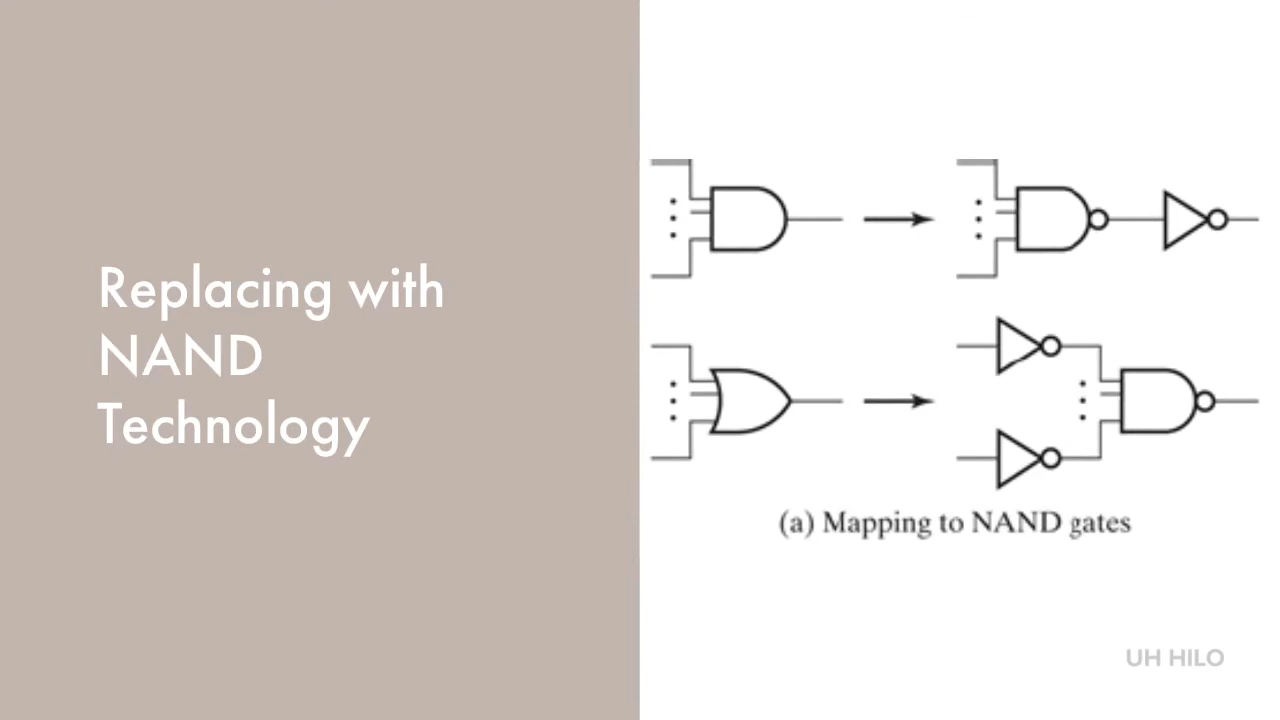 Replacing with
NAND
Technology
(a) Mapping to NAND gates
UH HILO